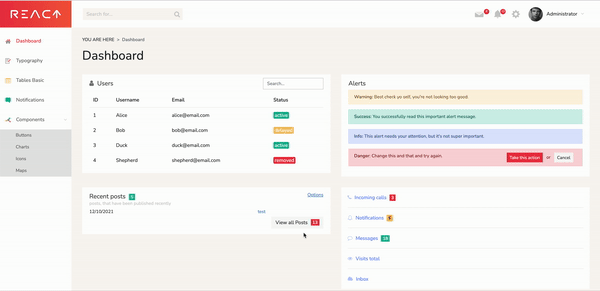 REACT
Search for...
Administrator
Dashboard
Typography
Tables Basic
Notifications
Components
Buttons
Charts
Icons
Maps
YOU ARE HERE > Dashboard
Dashboard
Users
Search...
ID Username Email Status
1 Alice alice@email.com active
2 Bob bob@email.com delayed
3 Duck duck@email.com active
4 Shepherd shepherd@email.com removed
Alerts
Warning: Best check yo self, you're not looking too good.
Success: You successfully read this important alert message.
Info: This alert needs your attention, but it's not super important.
Danger: Change this and that and try again. Take this action or Cancel
Recent posts Options
posts, that have been published recently
12/10/2021 test
View all Posts 13
Incoming calls
Notifications
Messages
Visits total
Inbox